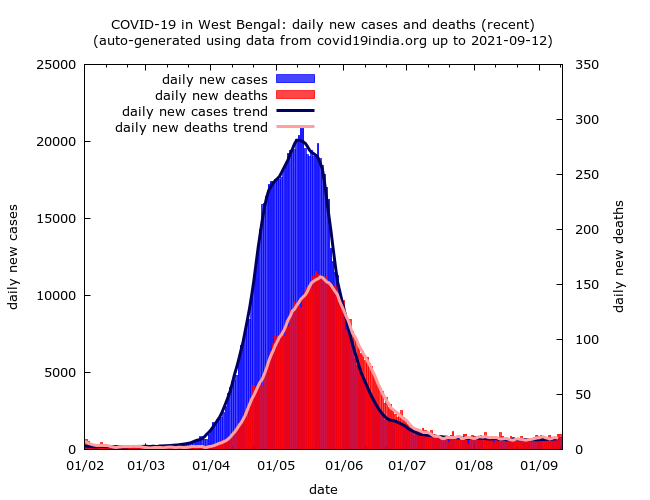 COVID-19 in West Bengal: daily new cases and deaths (recent)
(auto-generated using data from covid19india.org up to 2021-09-12)
daily new cases
daily new deaths
daily new cases trend
daily new deaths trend
25000
20000
15000
10000
5000
0
daily new cases
350
300
250
200
150
100
50
0
daily new deaths
01/02 01/03 01/04 01/05 01/06 01/07 01/08 01/09
date